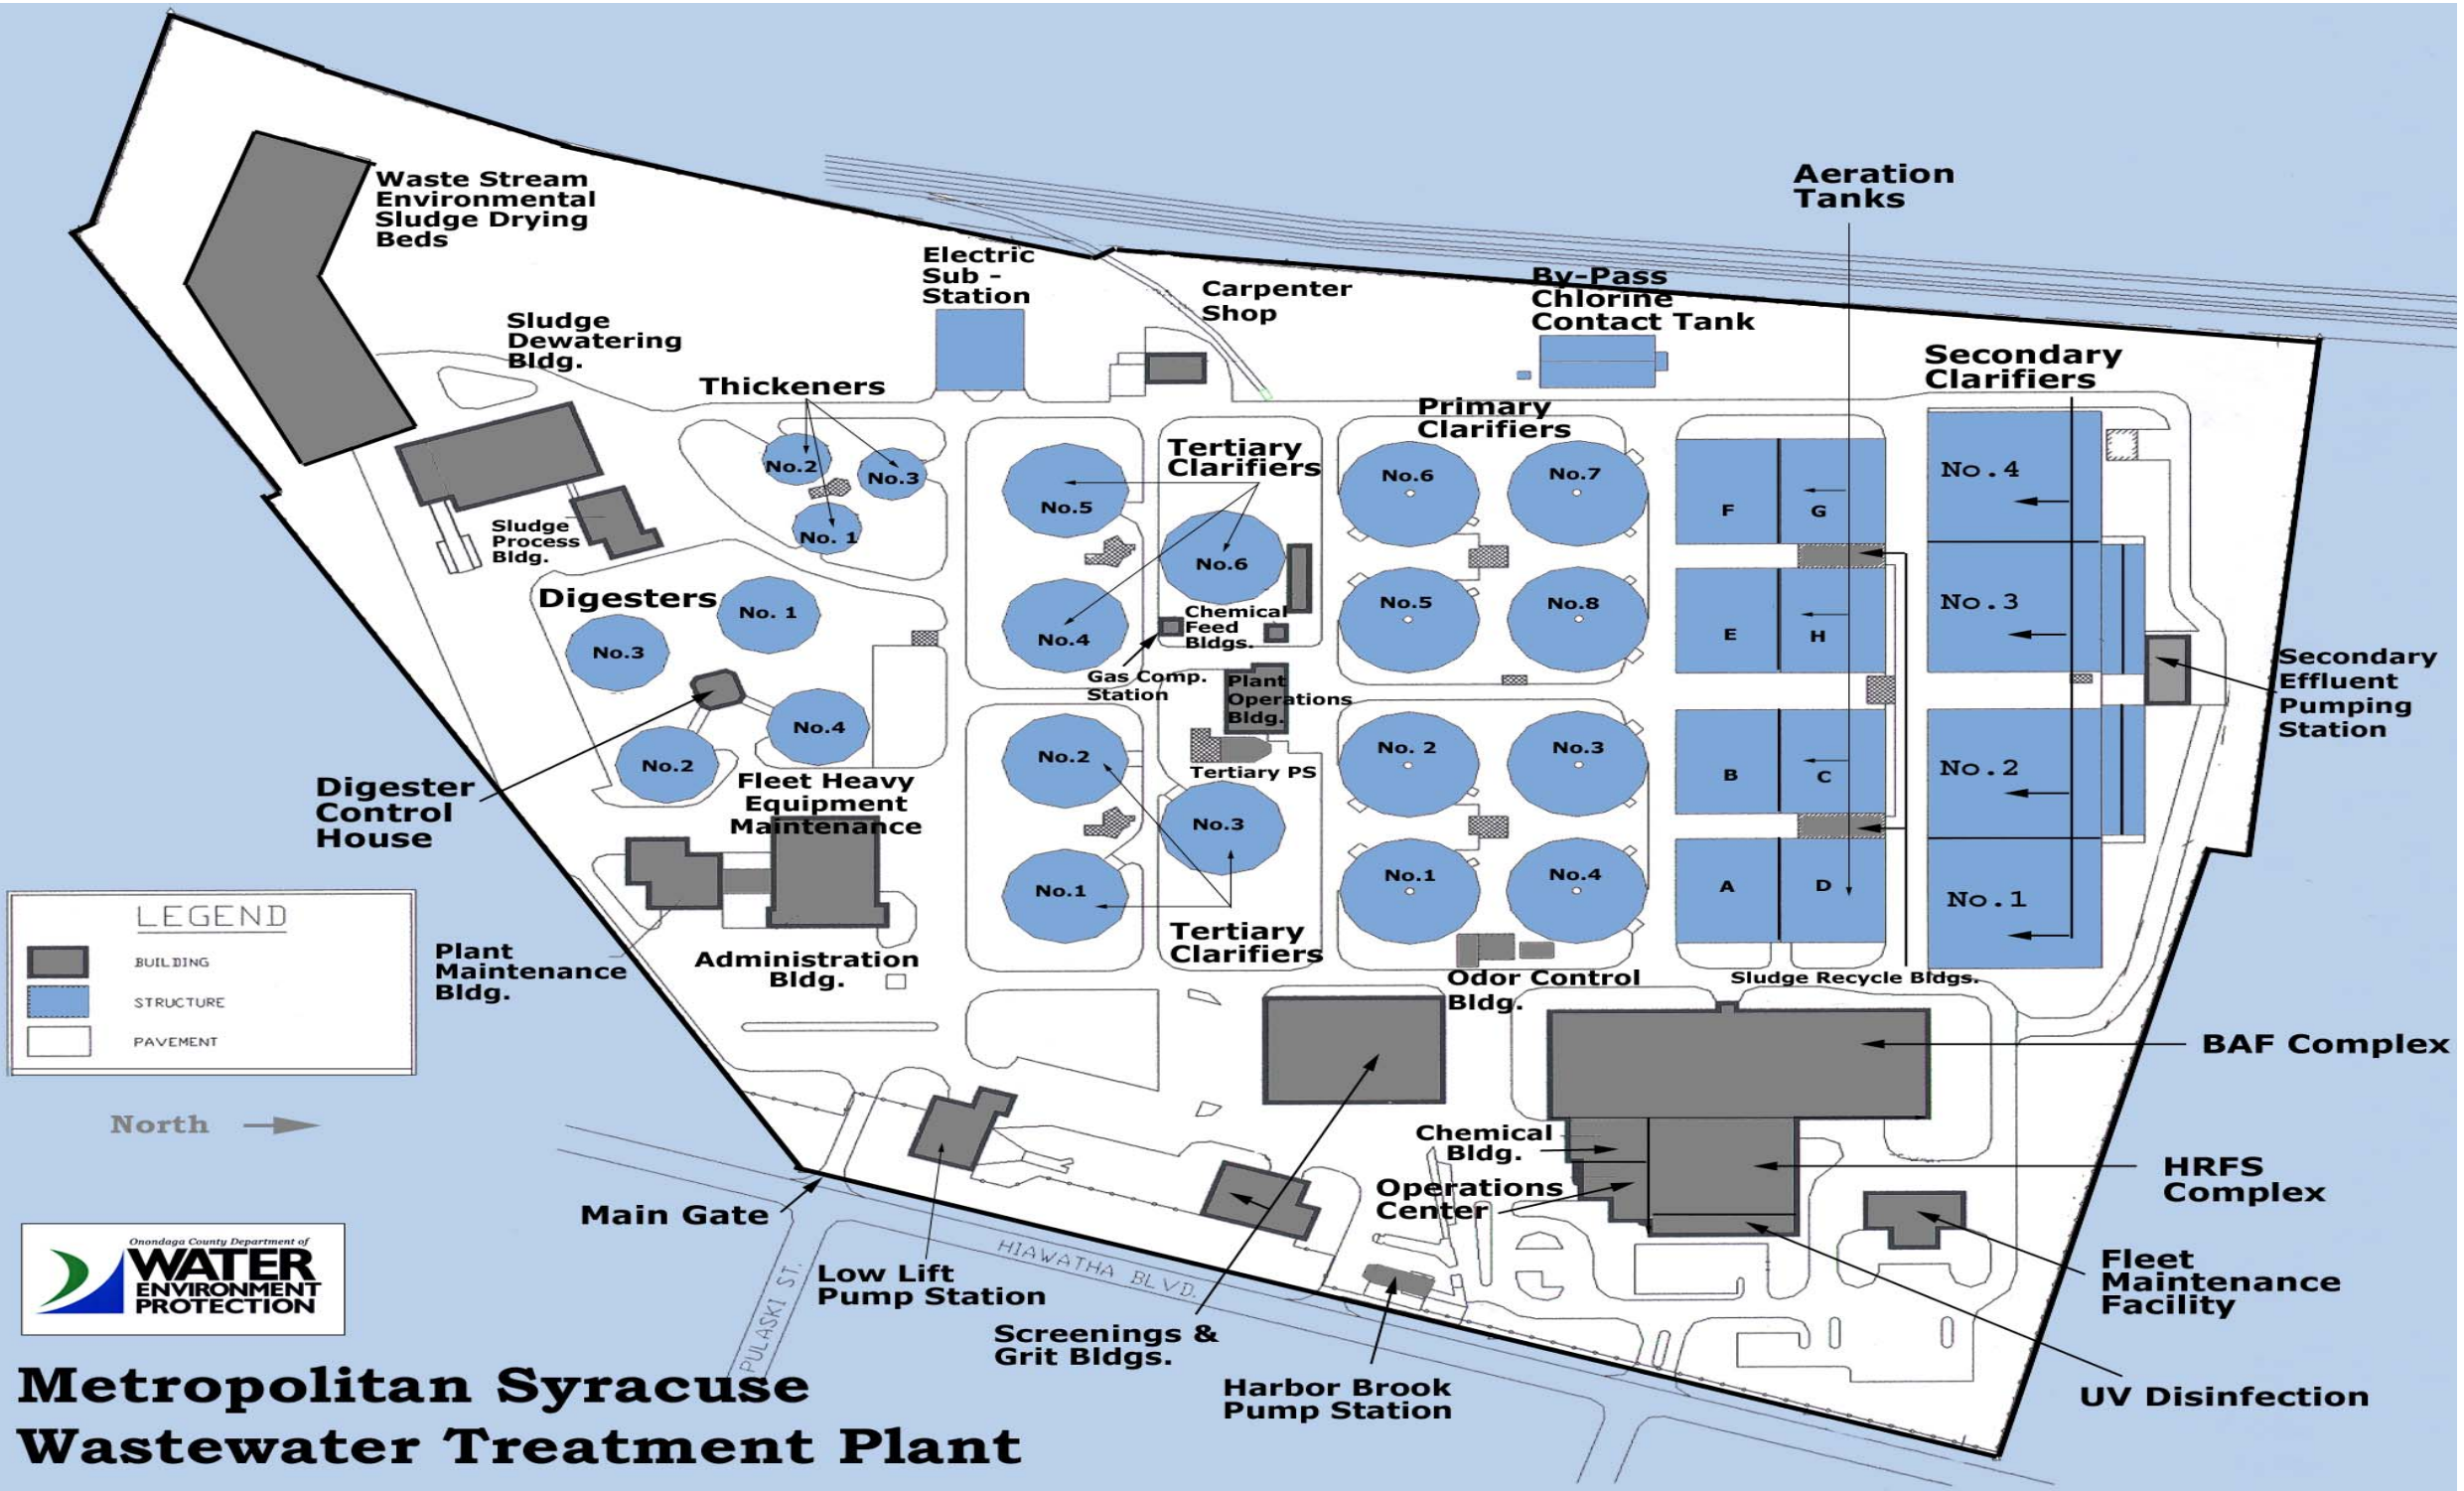 Waste Stream
Environmental
Sludge Drying
Beds
Aeration
Tanks
Electric
Sub -
Station
Carpenter
Shop
By-Pass
Chlorine
Contact Tank
Sludge
Dewatering
Bldg.
Secondary
Clarifiers
Thickeners
No.2
No.3
No. 1
Primary
Clarifiers
Tertiary
Clarifiers
No.5
No.6
No.4
No.6
No.7
No.5
No.8
F
G
E
H
No.4
No.3
Sludge
Process
Bldg.
Digesters
No. 1
No.3
No.4
No.2
Chemical
Feed
Bldgs.
Gas Comp.
Station
Plant
Operations
Bldg.
Tertiary PS
Secondary
Effluent
Pumping
Station
No.2
No.3
No.1
Tertiary
Clarifiers
No. 2
No.3
No.1
No.4
B
C
A
D
No.2
No.1
Digester
Control
House
Fleet Heavy
Equipment
Maintenance
Plant
Maintenance
Bldg.
Administration
Bldg.
Odor Control
Bldg.
Sludge Recycle Bldgs.
BAF Complex
LEGEND
BUILDING
STRUCTURE
PAVEMENT
North
Chemical
Bldg.
Operations
Center
HRFS
Complex
Main Gate
Low Lift
Pump Station
HIAWATHA BLVD.
PULASKI ST.
Screenings &
Grit Bldgs.
Harbor Brook
Pump Station
Fleet
Maintenance
Facility
UV Disinfection
Onondaga County Department of
WATER
ENVIRONMENT
PROTECTION
Metropolitan Syracuse
Wastewater Treatment Plant